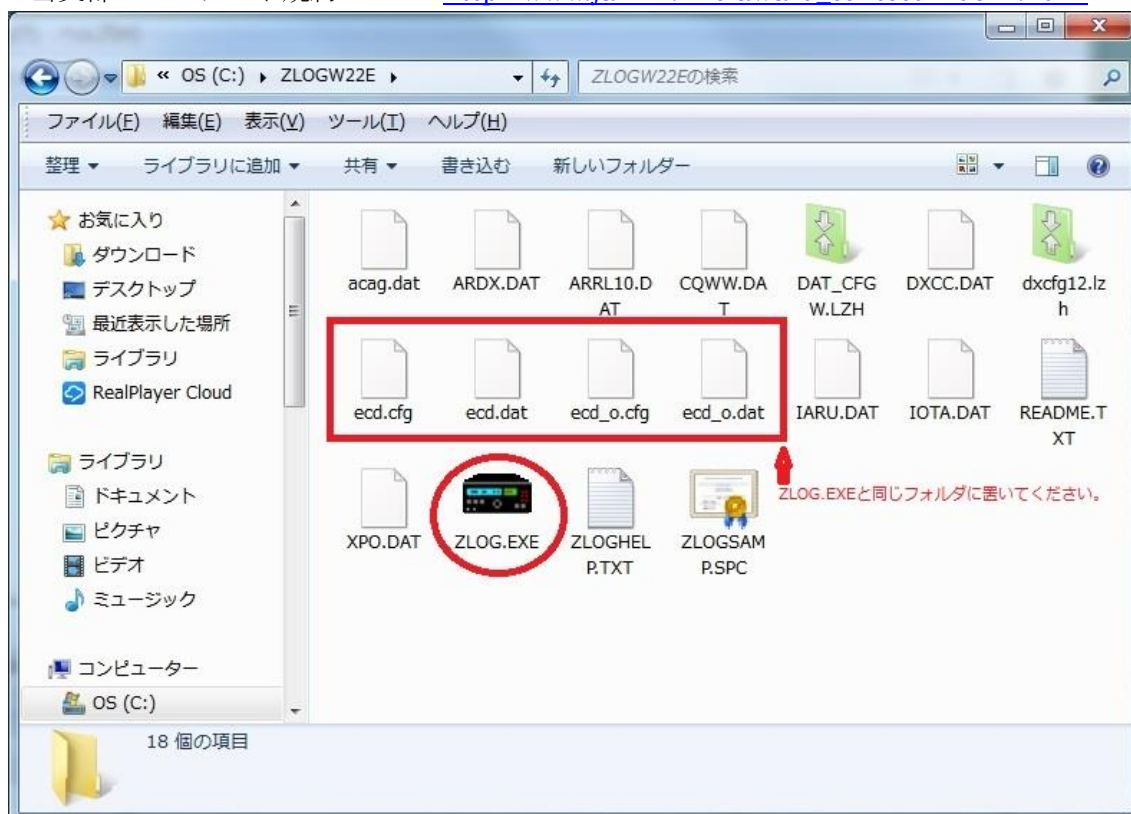 « OS (C:) ▸ ZLOGW22E ▸
ZLOGW22Eの検索
ファイル(F) 編集(E) 表示(V) ツール(T) ヘルプ(H)
整理 ライブラリに追加 共有 書き込む 新しいフォルダー
お気に入り
ダウンロード
デスクトップ
最近表示した場所
ライブラリ
RealPlayer Cloud
ライブラリ
ドキュメント
ピクチャ
ビデオ
ミュージック
コンピューター
OS (C:)
acag.dat ARDX.DAT ARRL10.D CQWW.DA DAT_CFG DXCC.DAT dxcfg12.lz
AT T W.LZH h
ecd.cfg ecd.dat ecd_o.cfg ecd_o.dat IARU.DAT IOTA.DAT README.T
XT
ZLOG.EXEと同じフォルダに置いてください。
XPO.DAT ZLOG.EXE ZLOGHEL ZLOGSAM
P.TXT P.SPC
18 個の項目